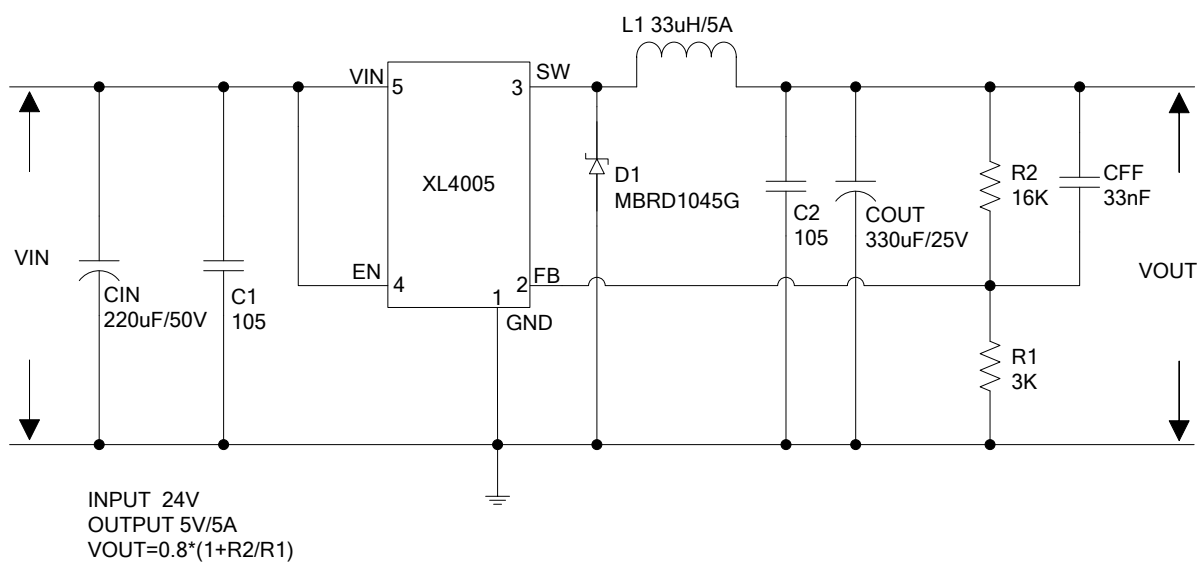 L1 33uH/5A
VIN
5
3
SW
XL4005
D1
MBRD1045G
C2
105
COUT
330uF/25V
R2
16K
CFF
33nF
VIN
CIN
220uF/50V
C1
105
EN
4
2
FB
1
GND
VOUT
R1
3K
INPUT 24V
OUTPUT 5V/5A
VOUT=0.8*(1+R2/R1)